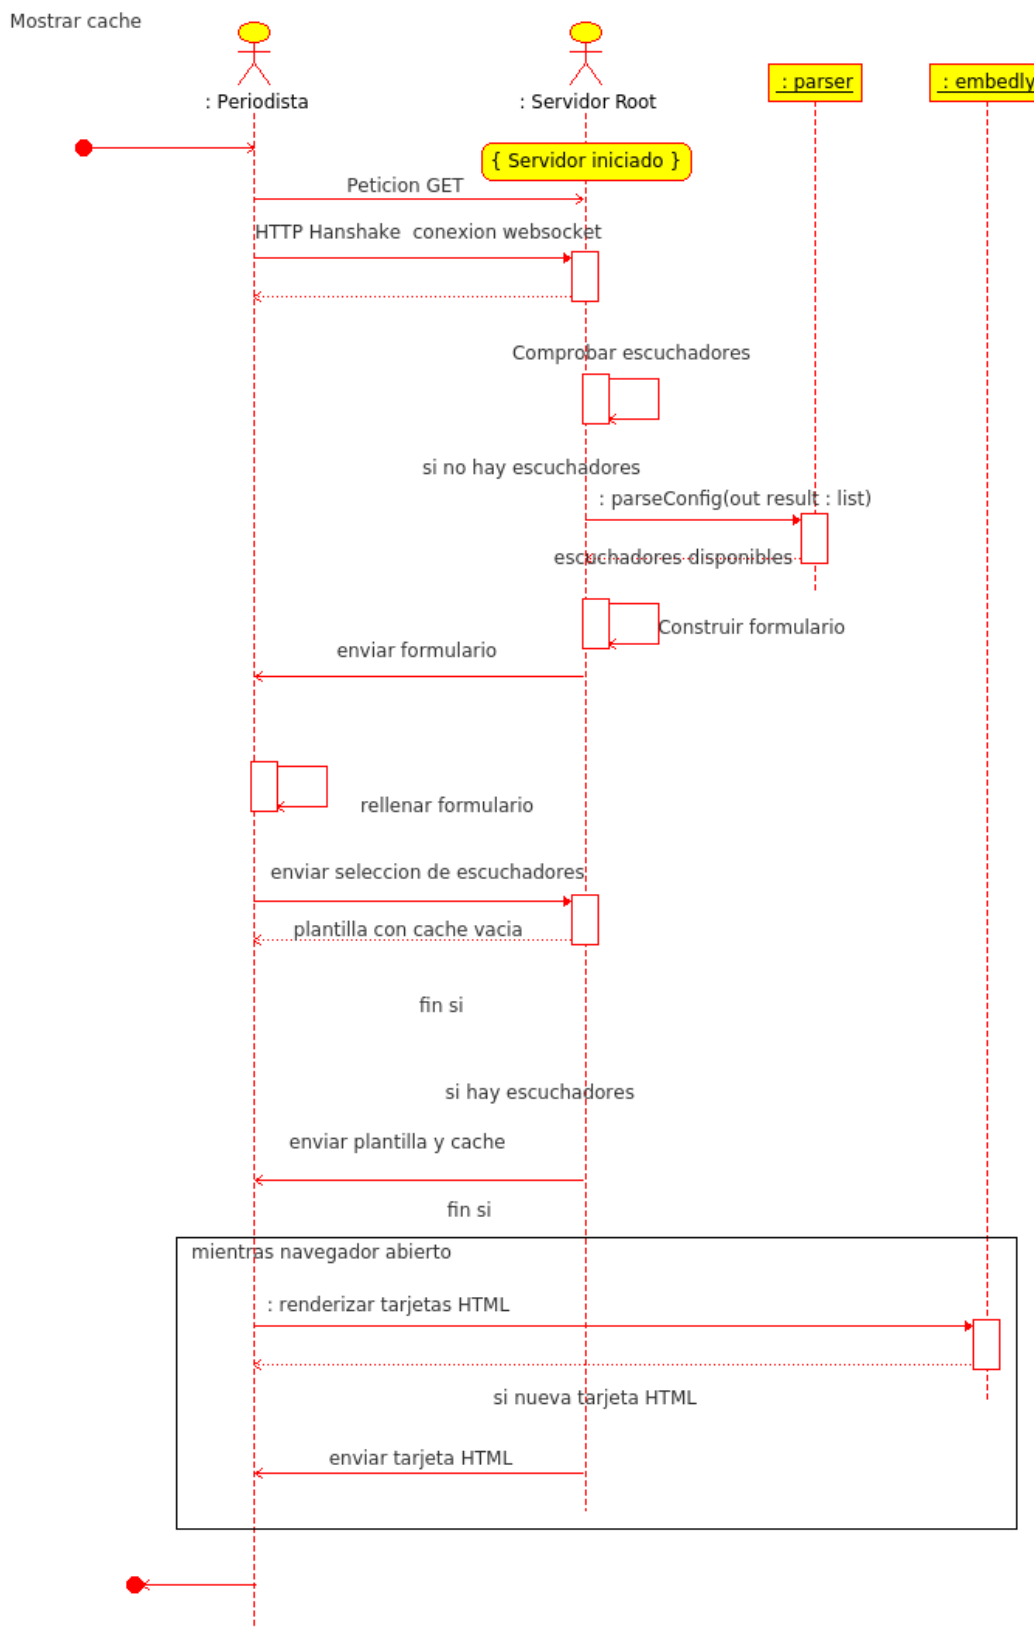 Mostrar cache
: Periodista
: Servidor Root
: parser
: embedly
{ Servidor iniciado }
Peticion GET
HTTP Hanshake  conexion websocket
Comprobar escuchadores
si no hay escuchadores
: parseConfig(out result : list)
escuchadores disponibles
Construir formulario
enviar formulario
rellenar formulario
enviar seleccion de escuchadores
plantilla con cache vacia
fin si
si hay escuchadores
enviar plantilla y cache
fin si
mientras navegador abierto
: renderizar tarjetas HTML
si nueva tarjeta HTML
enviar tarjeta HTML